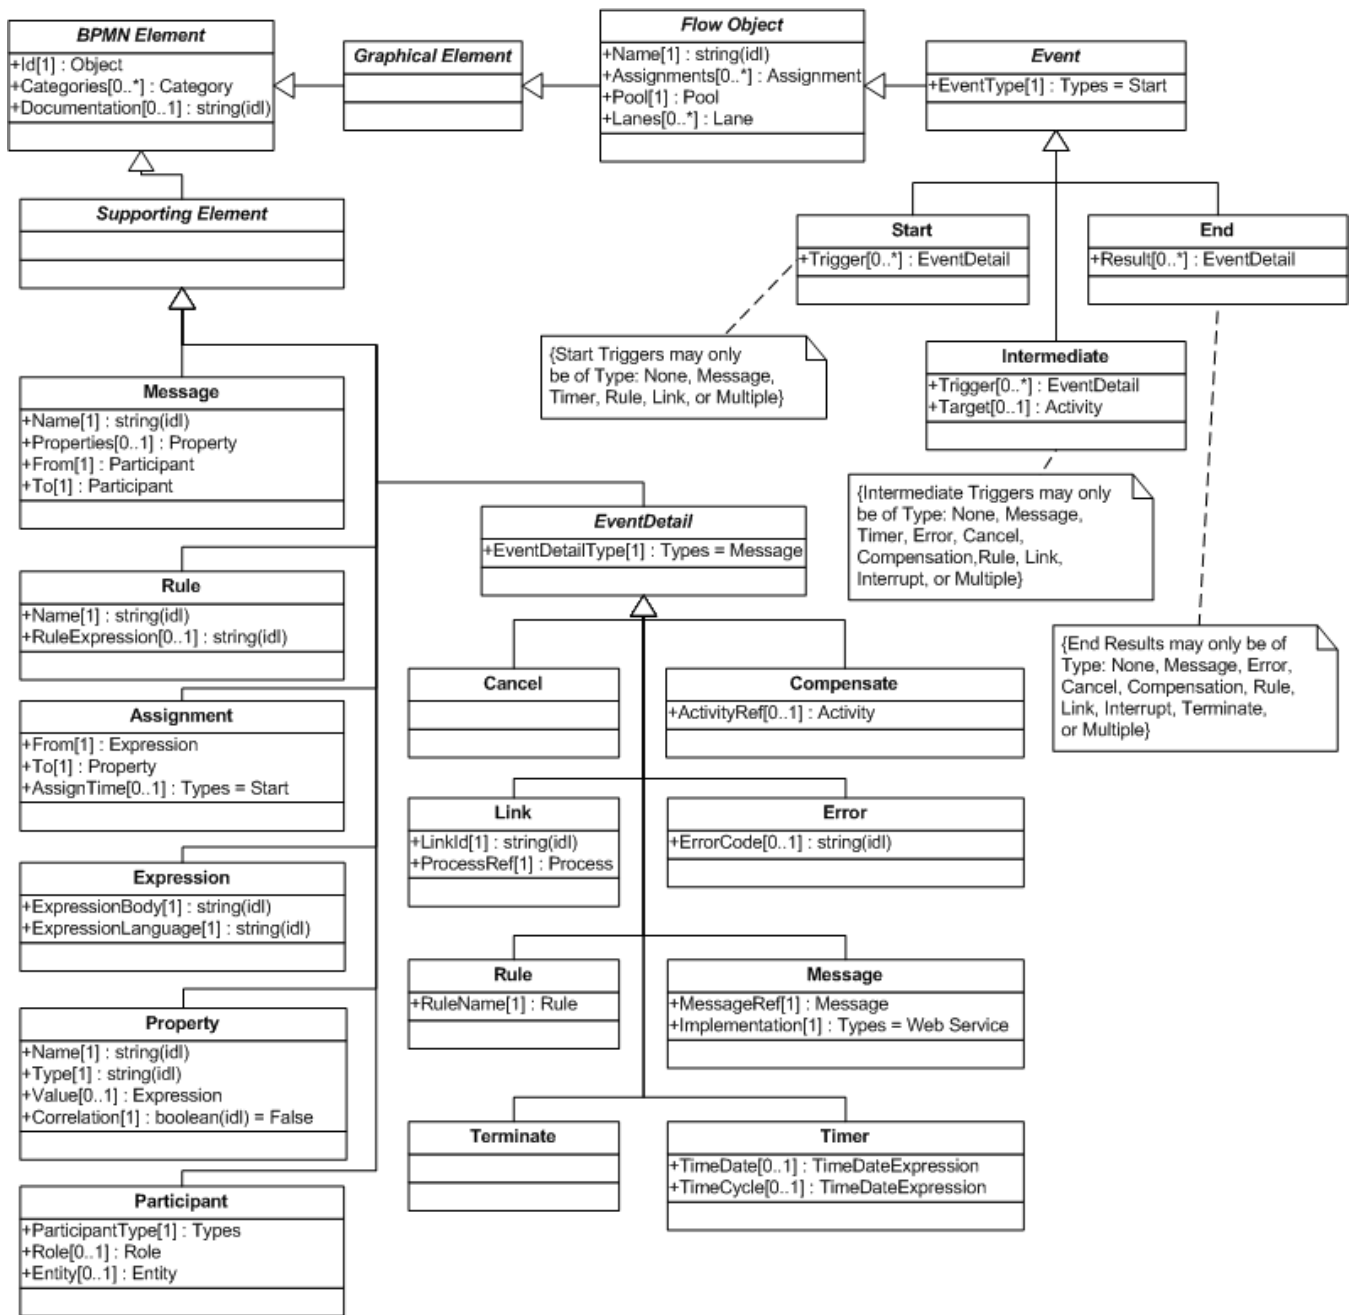 BPMN Element
+Id[1] : Object
+Categories[0..*] : Category
+Documentation[0..1] : string(idl)
Graphical Element
Flow Object
+Name[1] : string(idl)
+Assignments[0..*] : Assignment
+Pool[1] : Pool
+Lanes[0..*] : Lane
Event
+EventType[1] : Types = Start
Supporting Element
Start
+Trigger[0..*] : EventDetail
End
+Result[0..*] : EventDetail
{Start Triggers may only
be of Type: None, Message,
Timer, Rule, Link, or Multiple}
Intermediate
+Trigger[0..*] : EventDetail
+Target[0..1] : Activity
{Intermediate Triggers may only
be of Type: None, Message,
Timer, Error, Cancel,
Compensation,Rule, Link,
Interrupt, or Multiple}
{End Results may only be of
Type: None, Message, Error,
Cancel, Compensation, Rule,
Link, Interrupt, Terminate,
or Multiple}
Message
+Name[1] : string(idl)
+Properties[0..1] : Property
+From[1] : Participant
+To[1] : Participant
Rule
+Name[1] : string(idl)
+RuleExpression[0..1] : string(idl)
Assignment
+From[1] : Expression
+To[1] : Property
+AssignTime[0..1] : Types = Start
Expression
+ExpressionBody[1] : string(idl)
+ExpressionLanguage[1] : string(idl)
Property
+Name[1] : string(idl)
+Type[1] : string(idl)
+Value[0..1] : Expression
+Correlation[1] : boolean(idl) = False
Participant
+ParticipantType[1] : Types
+Role[0..1] : Role
+Entity[0..1] : Entity
EventDetail
+EventDetailType[1] : Types = Message
Cancel
Compensate
+ActivityRef[0..1] : Activity
Link
+LinkId[1] : string(idl)
+ProcessRef[1] : Process
Error
+ErrorCode[0..1] : string(idl)
Rule
+RuleName[1] : Rule
Message
+MessageRef[1] : Message
+Implementation[1] : Types = Web Service
Terminate
Timer
+TimeDate[0..1] : TimeDateExpression
+TimeCycle[0..1] : TimeDateExpression